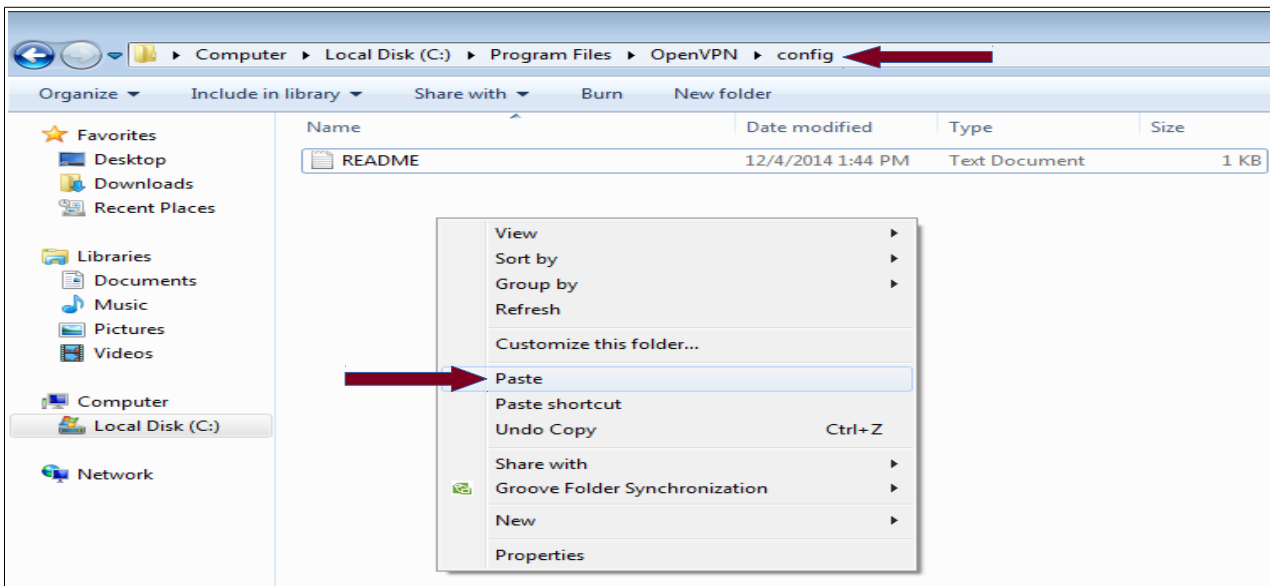 Computer Local Disk (C:) Program Files OpenVPN config
Organize Include in library Share with Burn New folder
Favorites
Desktop
Downloads
Recent Places
Libraries
Documents
Music
Pictures
Videos
Computer
Local Disk (C:)
Network
Name Date modified Type Size
README 12/4/2014 1:44 PM Text Document 1 KB
View
Sort by
Group by
Refresh
Customize this folder...
Paste
Paste shortcut
Undo Copy Ctrl+Z
Share with
Groove Folder Synchronization
New
Properties